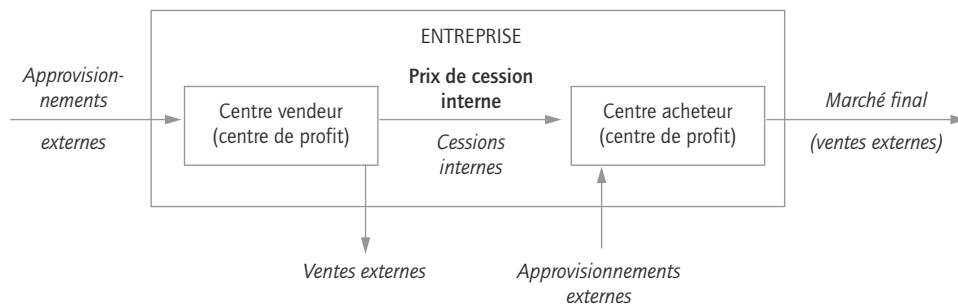 ENTREPRISE
Approvision-
nements
externes
Centre vendeur
(centre de profit)
Prix de cession
interne
Cessions
internes
Centre acheteur
(centre de profit)
Marché final
(ventes externes)
Ventes externes
Approvisionnements
externes